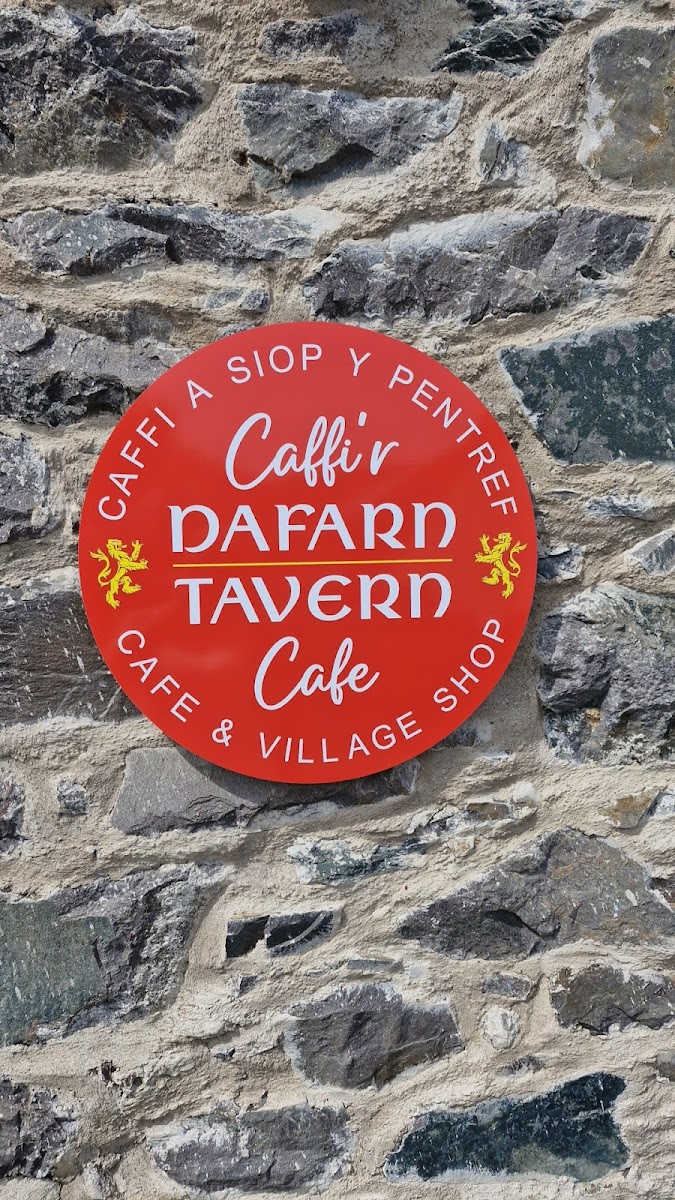 CAFFI A SIOP Y PENTREF
Caffi'r
DAFARN
TAVERN
Cafe
CAFE & VILLAGE SHOP